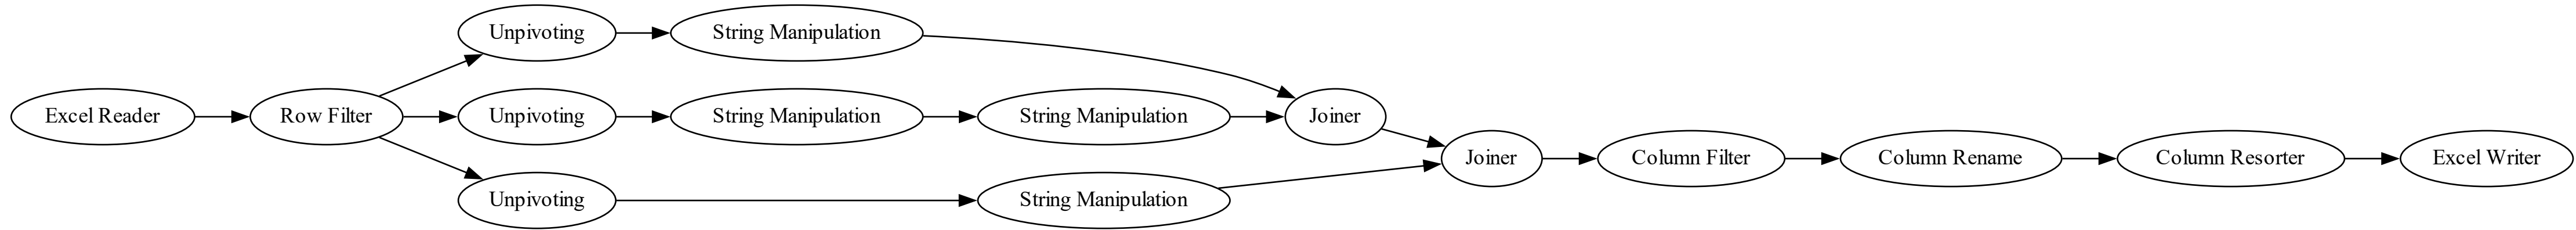 Excel Reader
Row Filter
Unpivoting
String Manipulation
Unpivoting
String Manipulation
String Manipulation
Unpivoting
String Manipulation
Joiner
Joiner
Column Filter
Column Rename
Column Resorter
Excel Writer